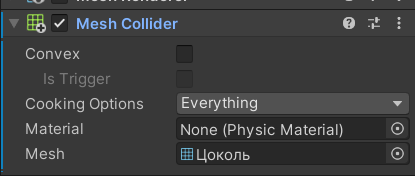 Mesh Collider
Convex
Is Trigger
Cooking Options Everything
Material None (Physic Material)
Mesh Цоколь